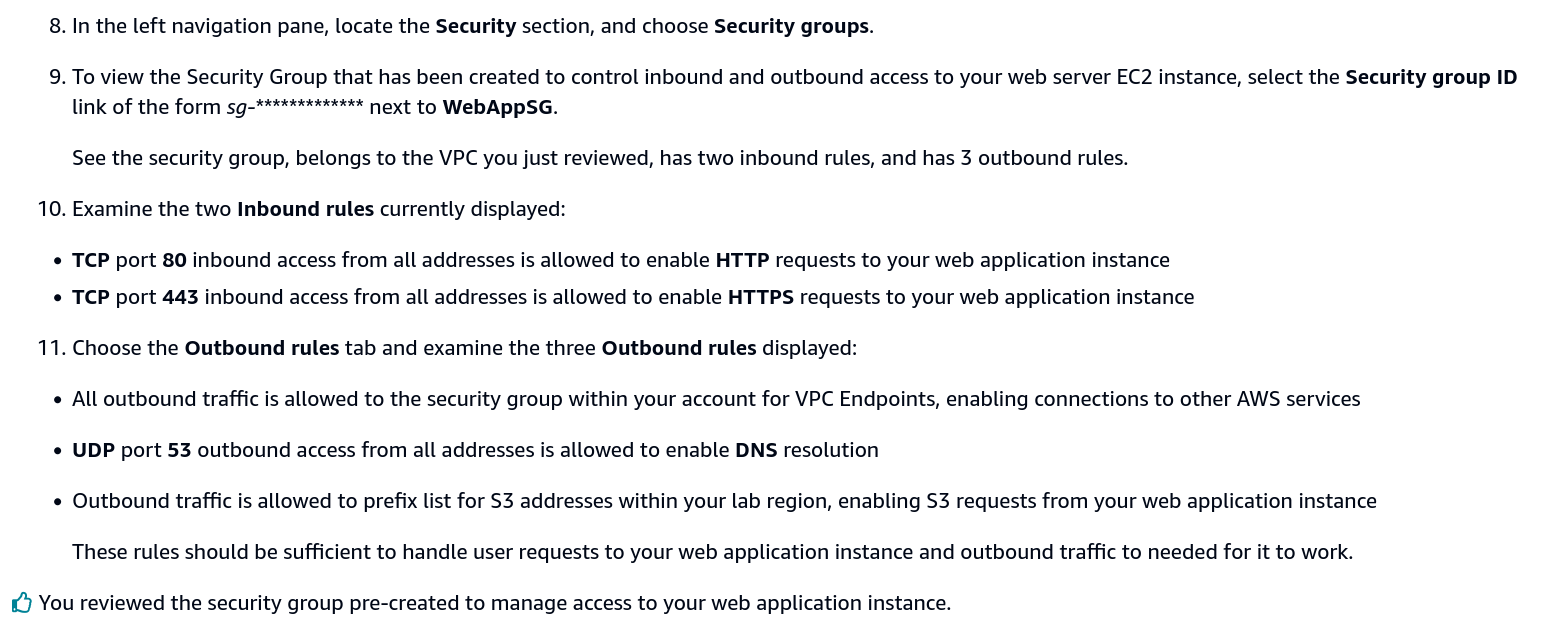 8. In the left navigation pane, locate the Security section, and choose Security groups.
9. To view the Security Group that has been created to control inbound and outbound access to your web server EC2 instance, select the Security group ID
link of the form sg-************* next to WebAppSG.
See the security group, belongs to the VPC you just reviewed, has two inbound rules, and has 3 outbound rules.
10. Examine the two Inbound rules currently displayed:
• TCP port 80 inbound access from all addresses is allowed to enable HTTP requests to your web application instance
• TCP port 443 inbound access from all addresses is allowed to enable HTTPS requests to your web application instance
11. Choose the Outbound rules tab and examine the three Outbound rules displayed:
• All outbound traffic is allowed to the security group within your account for VPC Endpoints, enabling connections to other AWS services
• UDP port 53 outbound access from all addresses is allowed to enable DNS resolution
• Outbound traffic is allowed to prefix list for S3 addresses within your lab region, enabling S3 requests from your web application instance
These rules should be sufficient to handle user requests to your web application instance and outbound traffic to needed for it to work.
You reviewed the security group pre-created to manage access to your web application instance.